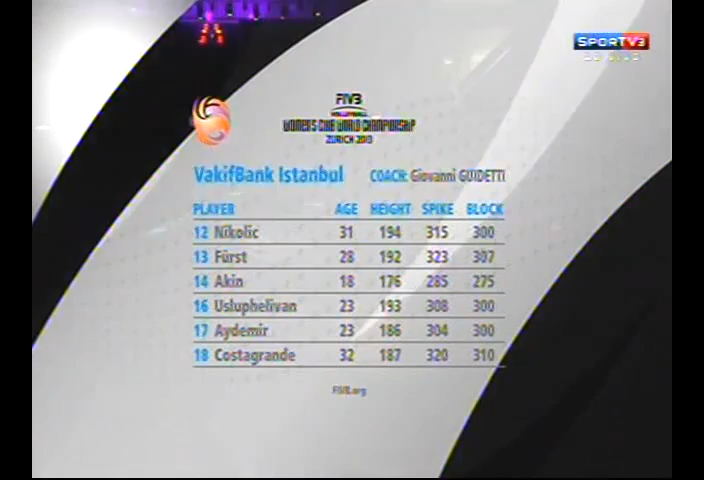 SPORTV3
FIVB
VOLLEYBALL
WOMEN'S CLUB WORLD CHAMPIONSHIP
ZURICH 2013
VakifBank Istanbul COACH: Giovanni GUIDETTI
PLAYER AGE HEIGHT SPIKE BLOCK
12 Nikolic 31 194 315 300
13 Fürst 28 192 323 307
14 Akin 18 176 285 275
16 Usluphelivan 23 193 308 300
17 Aydemir 23 186 304 300
18 Costagrande 32 187 320 310
FIVB.org